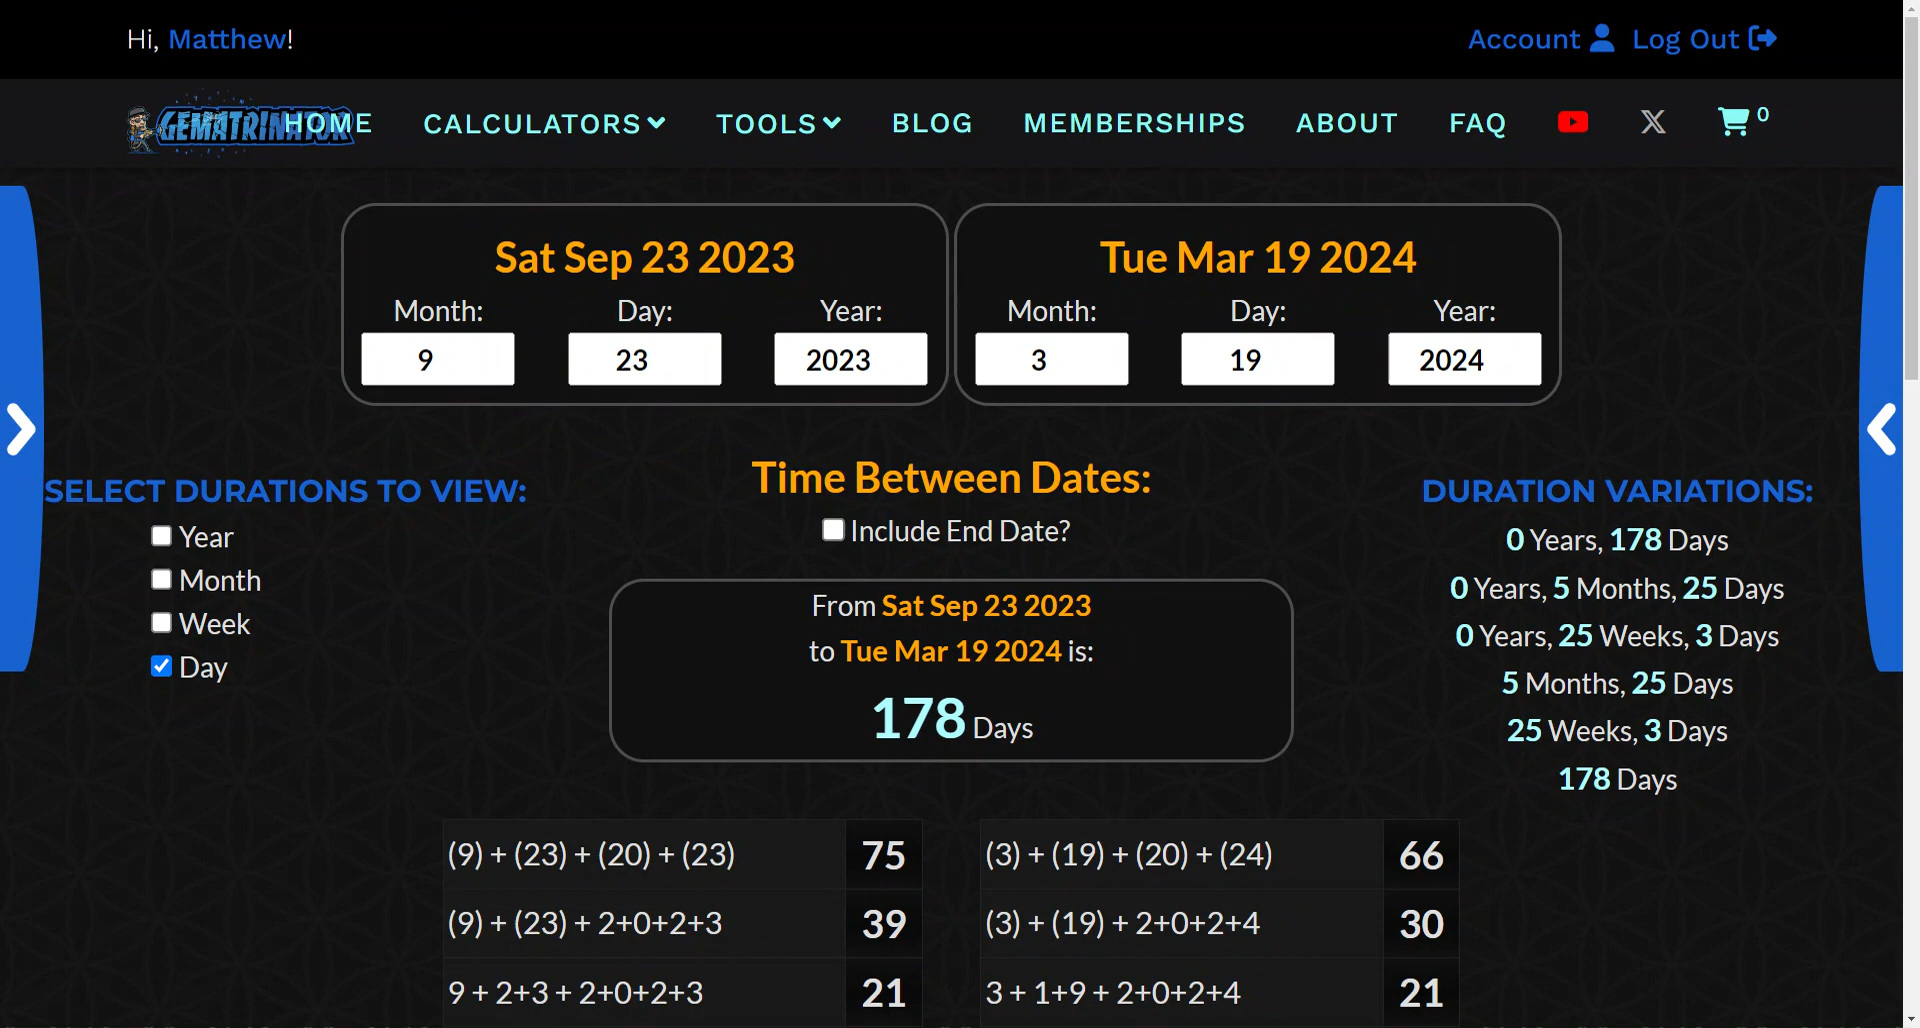 Hi, Matthew!
Account
Log Out
GEMATRINATOR
HOME
CALCULATORS
TOOLS
BLOG
MEMBERSHIPS
ABOUT
FAQ
X
0
Sat Sep 23 2023
Month:
Day:
Year:
9
23
2023
Tue Mar 19 2024
Month:
Day:
Year:
3
19
2024
SELECT DURATIONS TO VIEW:
Year
Month
Week
Day
Time Between Dates:
Include End Date?
From Sat Sep 23 2023
to Tue Mar 19 2024 is:
178 Days
DURATION VARIATIONS:
0 Years, 178 Days
0 Years, 5 Months, 25 Days
0 Years, 25 Weeks, 3 Days
5 Months, 25 Days
25 Weeks, 3 Days
178 Days
(9) + (23) + (20) + (23) 75
(9) + (23) + 2+0+2+3 39
9 + 2+3 + 2+0+2+3 21
(3) + (19) + (20) + (24) 66
(3) + (19) + 2+0+2+4 30
3 + 1+9 + 2+0+2+4 21